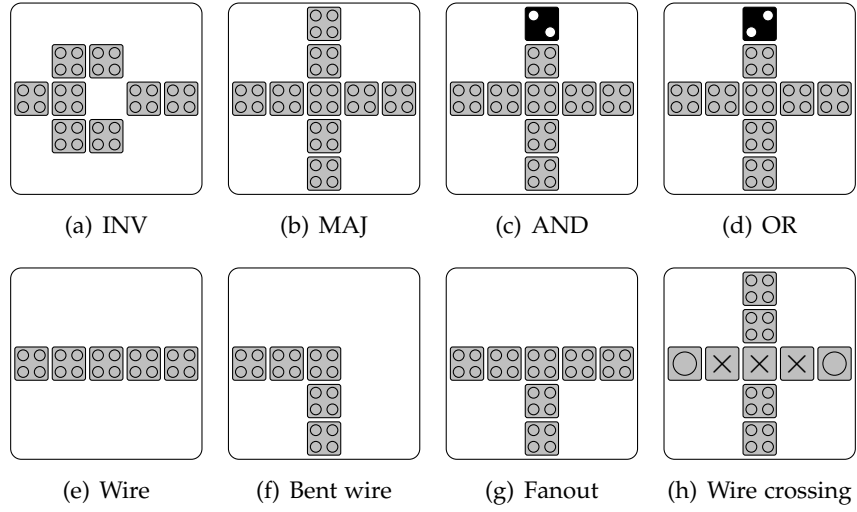 (a) INV
(b) MAJ
(c) AND
(d) OR
(e) Wire
(f) Bent wire
(g) Fanout
(h) Wire crossing